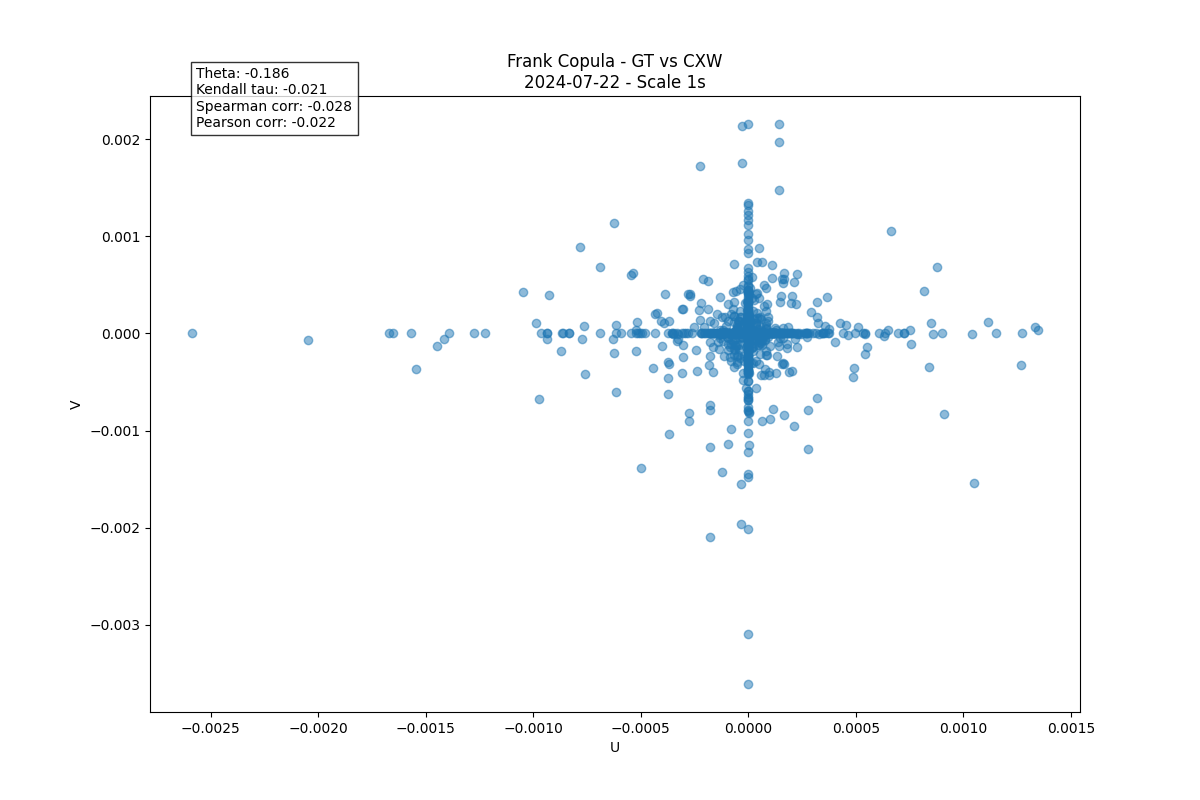 Frank Copula - GT vs CXW
2024-07-22 - Scale 1s
Theta: -0.186
Kendall tau: -0.021
Spearman corr: -0.028
Pearson corr: -0.022
0.002
0.001
0.000
−0.001
−0.002
−0.003
V
−0.0025 −0.0020 −0.0015 −0.0010 −0.0005 0.0000 0.0005 0.0010 0.0015
U